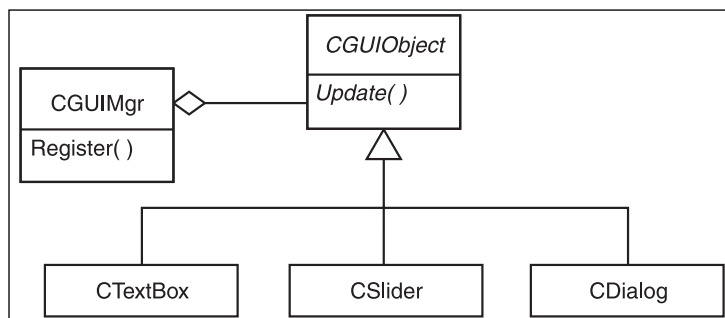 CGUIObject
Update( )
CGUIMgr
Register( )
CTextBox
CSlider
CDialog